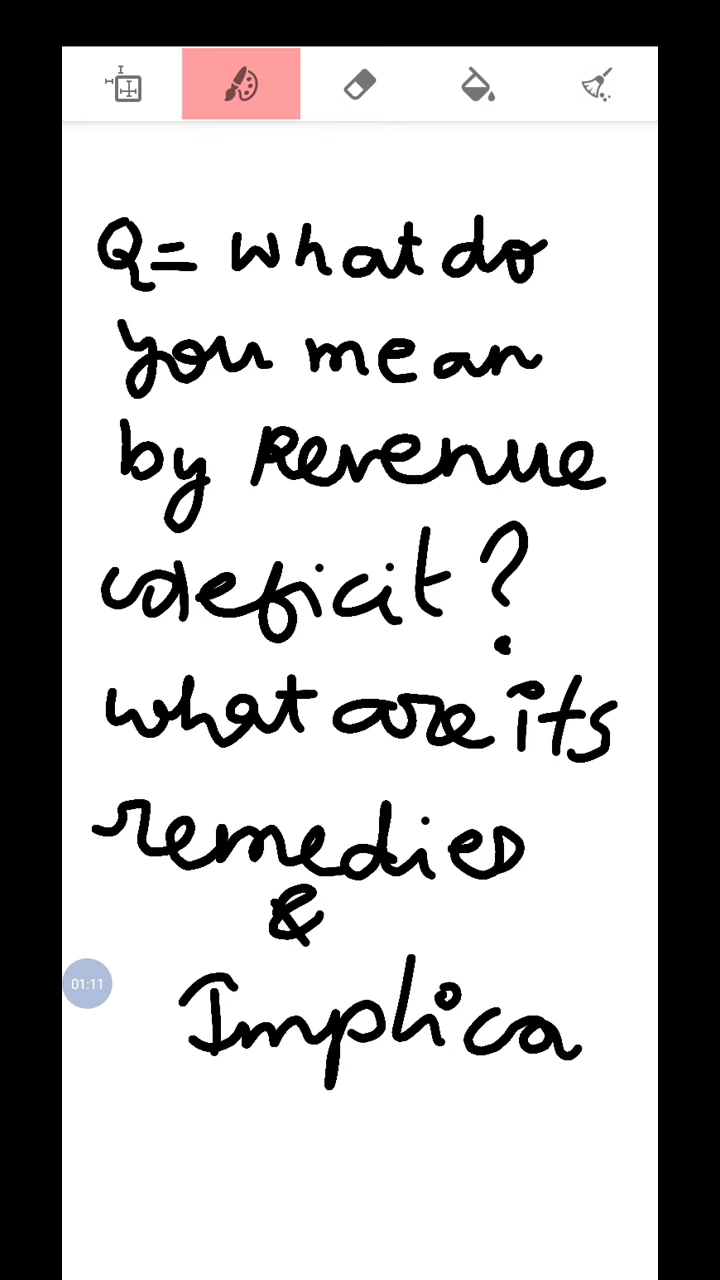 Q= What do
you mean
by Revenue
deficit?
what are its
remedies
&
Implica
01:11